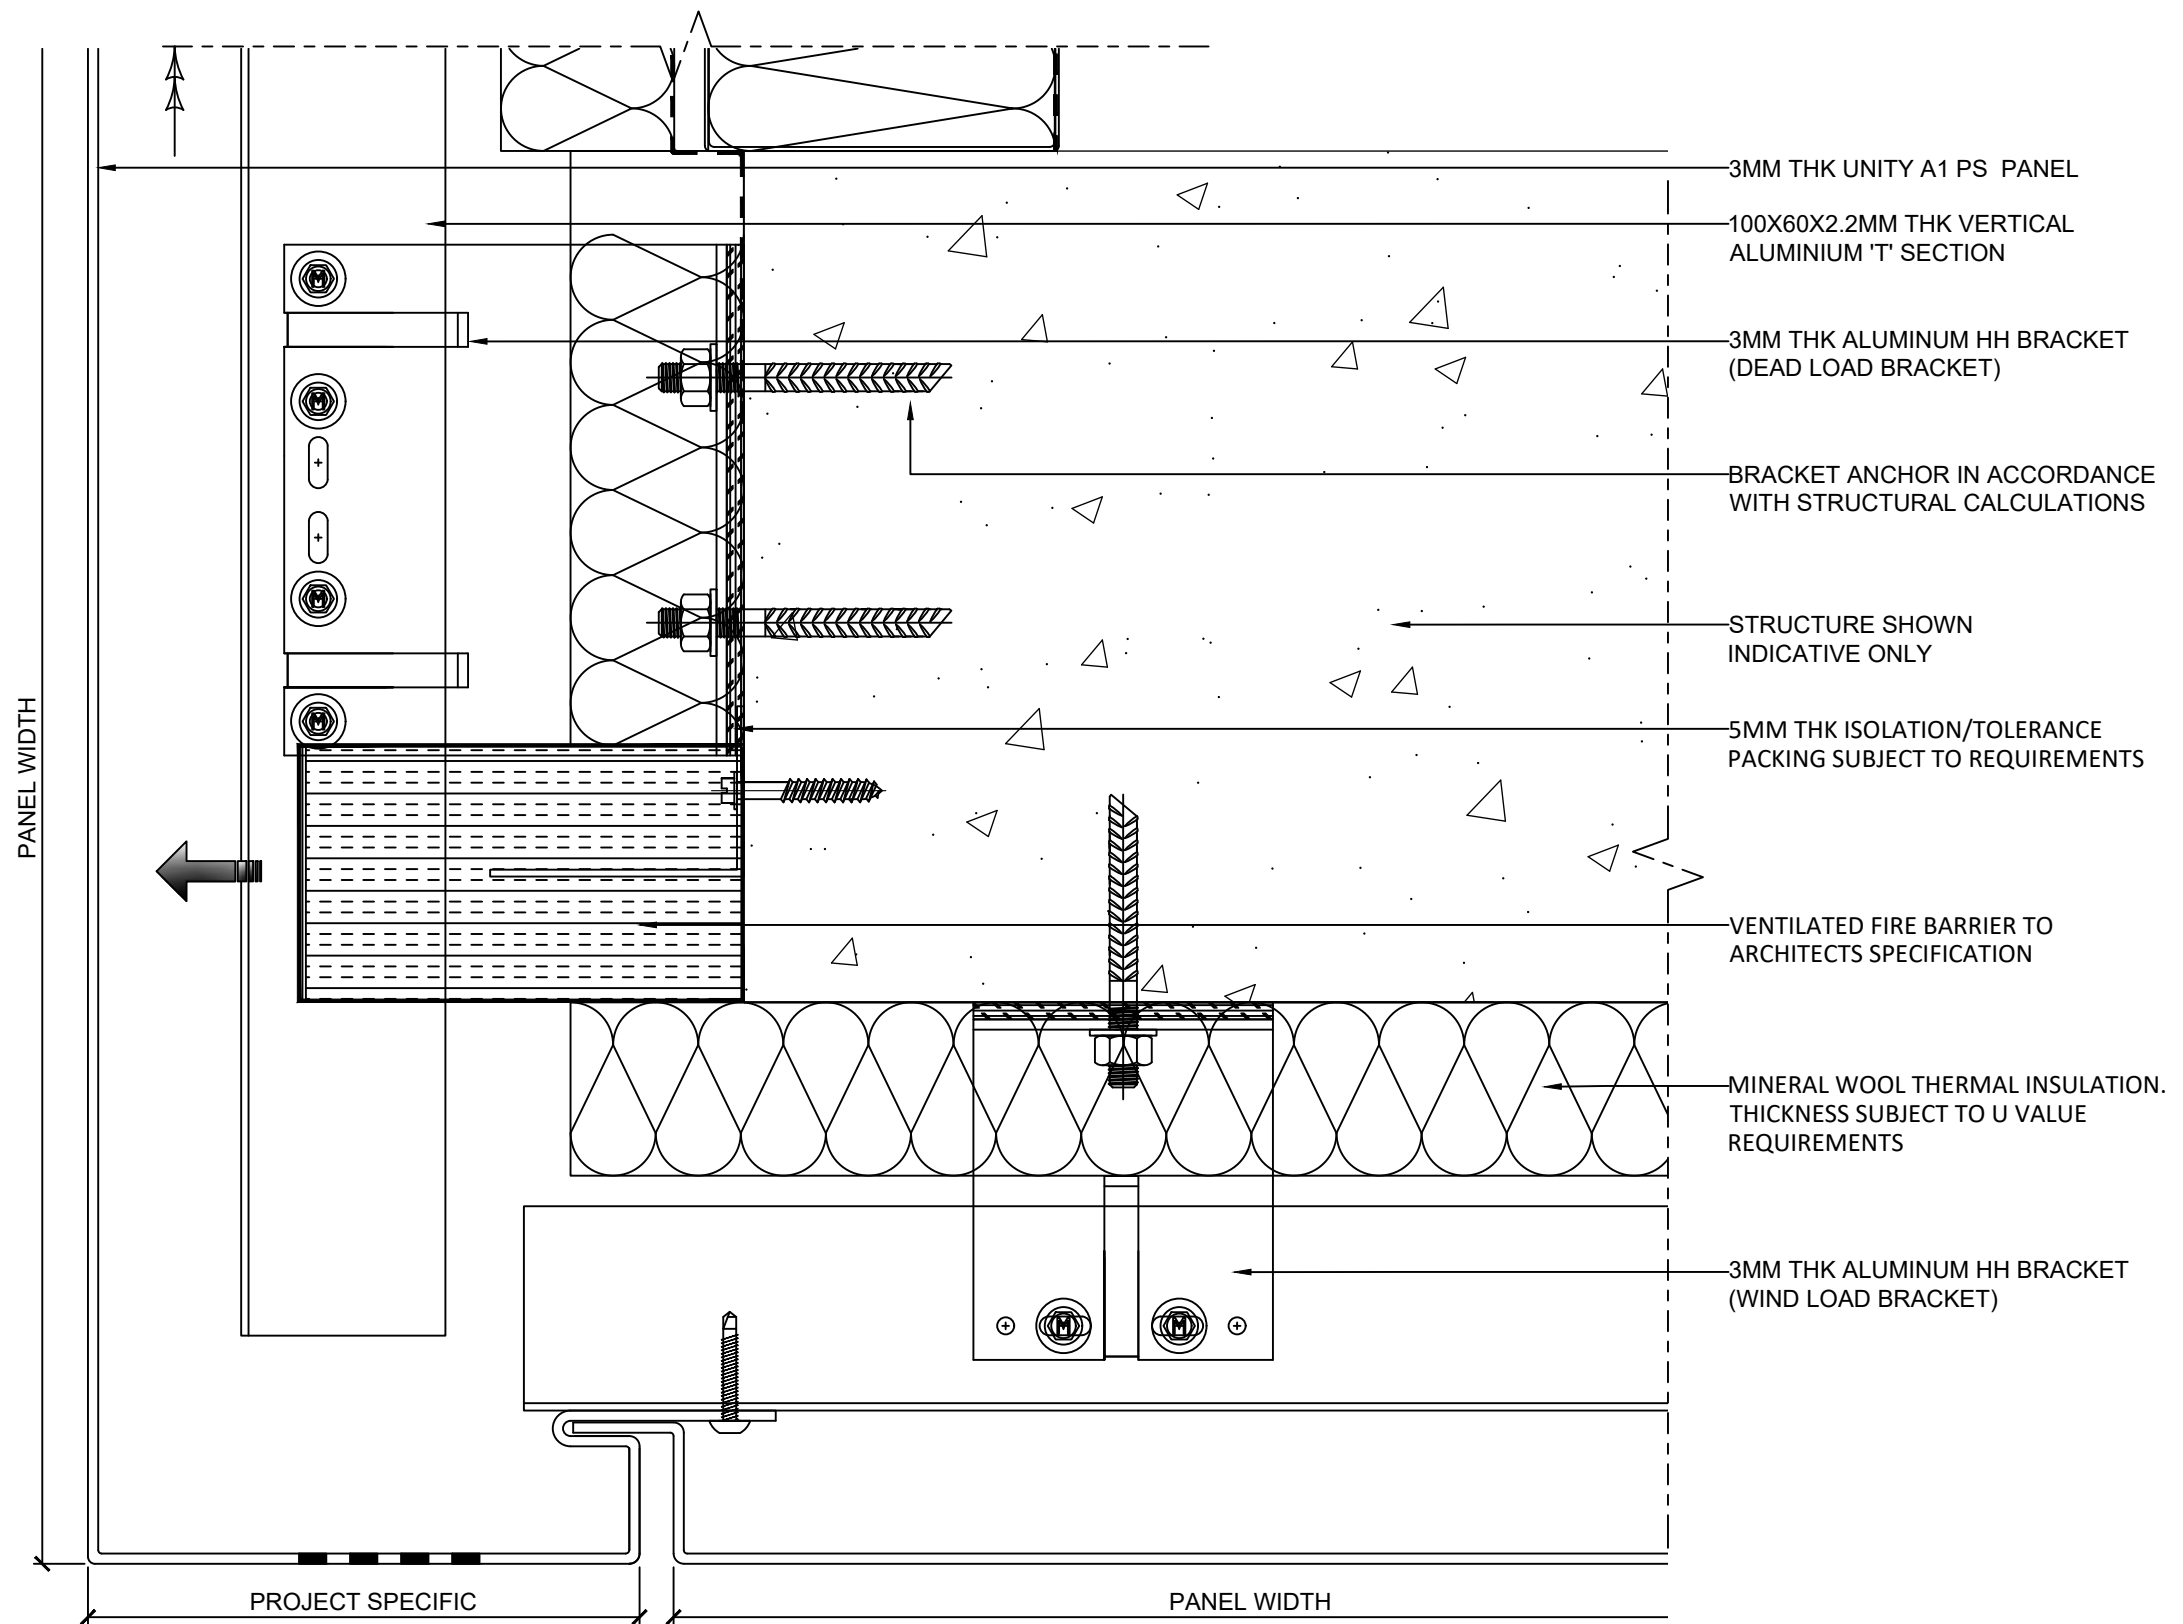 3MM THK UNITY A1 PS PANEL
100X60X2.2MM THK VERTICAL
ALUMINIUM 'T' SECTION
3MM THK ALUMINUM HH BRACKET
(DEAD LOAD BRACKET)
BRACKET ANCHOR IN ACCORDANCE
WITH STRUCTURAL CALCULATIONS
STRUCTURE SHOWN
INDICATIVE ONLY
5MM THK ISOLATION/TOLERANCE
PACKING SUBJECT TO REQUIREMENTS
VENTILATED FIRE BARRIER TO
ARCHITECTS SPECIFICATION
MINERAL WOOL THERMAL INSULATION.
THICKNESS SUBJECT TO U VALUE
REQUIREMENTS
3MM THK ALUMINUM HH BRACKET
(WIND LOAD BRACKET)
PANEL WIDTH
PROJECT SPECIFIC
PANEL WIDTH
M
M
M
M
M
M